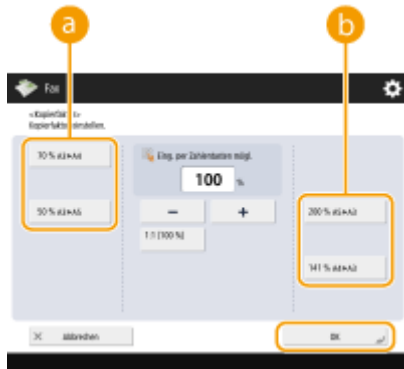 a
b
Fax
<Kopierfaktor>
Kopierfaktor einstellen.
70 % A3▶A4
Eing. per Zahlentasten mögl.
100 %
50 % A3▶A5
−
+
200 % A5▶A3
1:1 (100 %)
141 % A4▶A3
× Abbrechen
OK